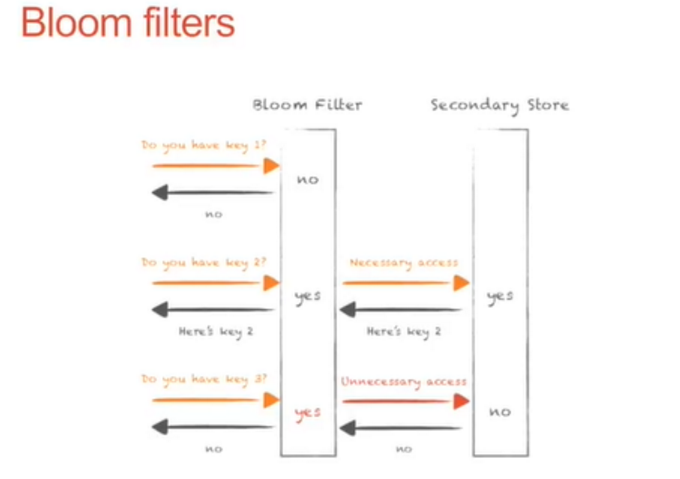 Bloom filters
Bloom Filter
Secondary Store
Do you have key 1?
no
no
Do you have key 2?
Necessary access
yes
yes
Here's key 2
Here's key 2
Do you have key 3?
Unnecessary access
yes
no
no
no